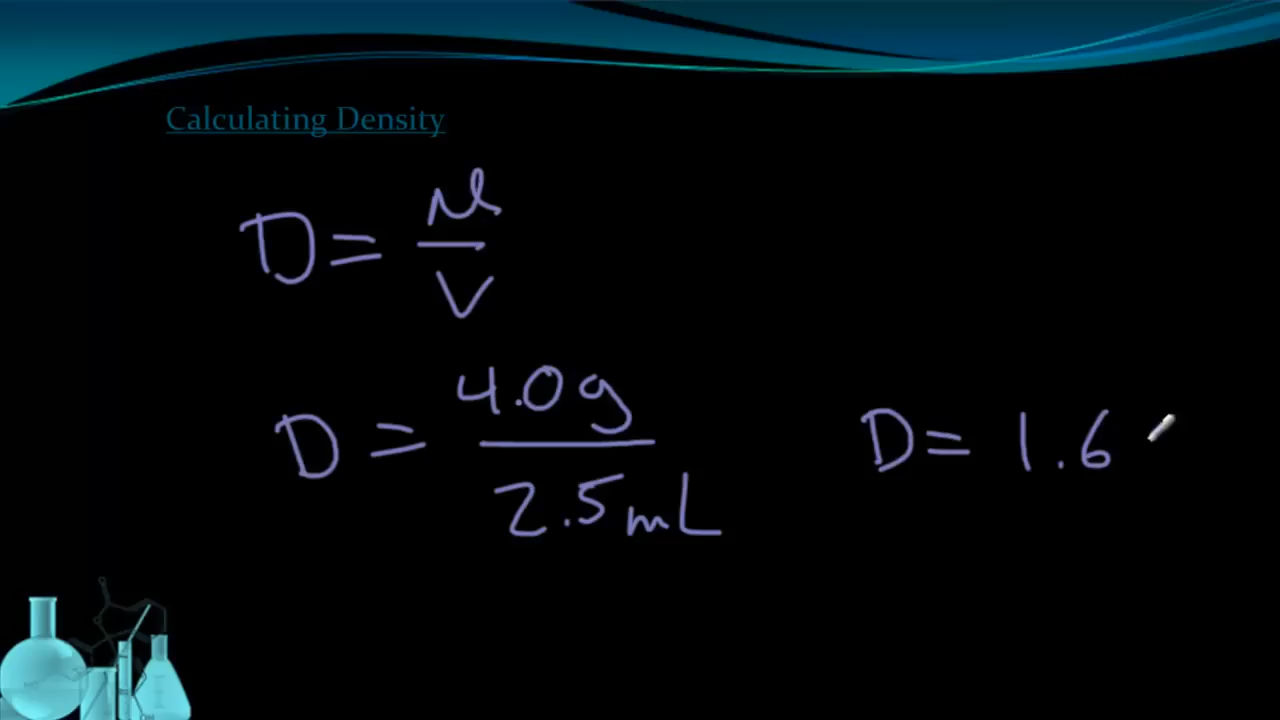 Calculating Density
D = M / V
D = 4.0g / 2.5mL
D = 1.6